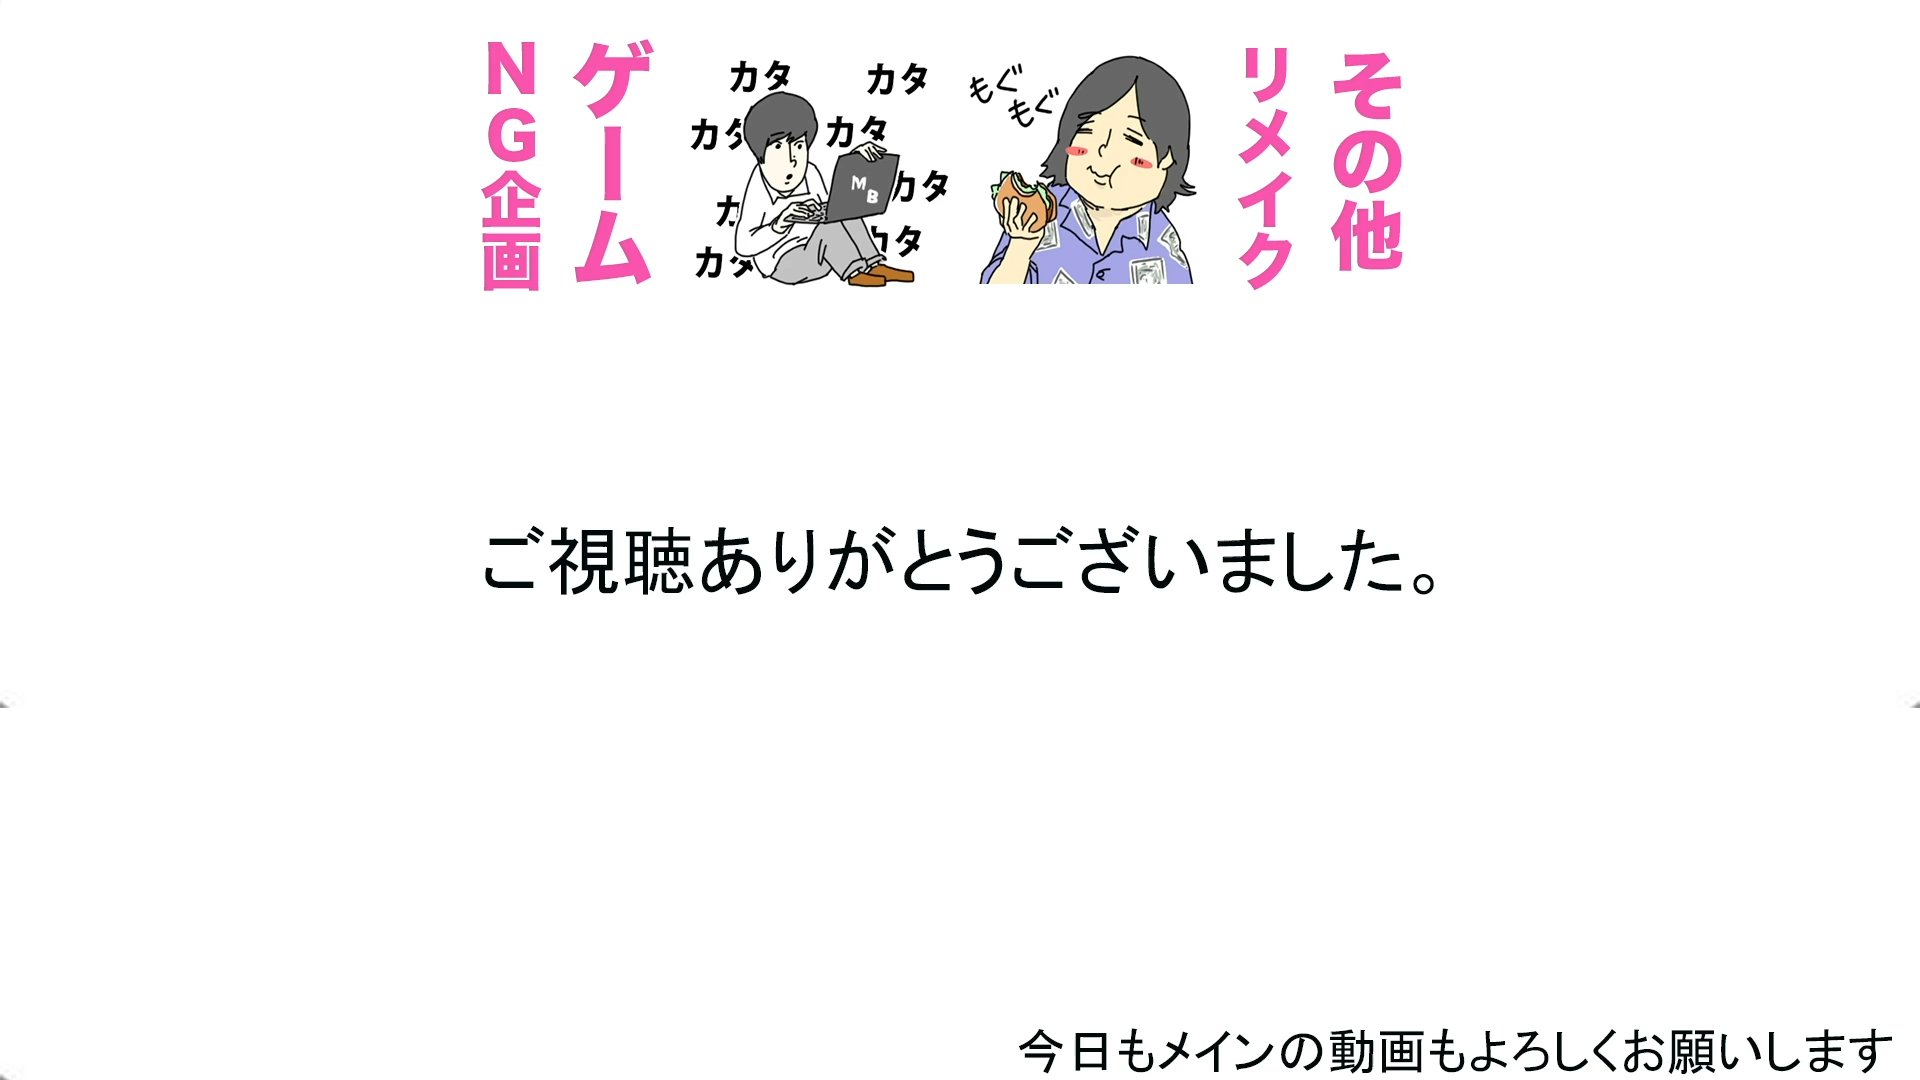 その他
リメイク
もぐ
もぐ
カタ
カタ
カタ
カタ
カタ
カタ
カタ
MB
ゲーム
NG企画
ご視聴ありがとうございました。
今日もメインの動画もよろしくお願いします